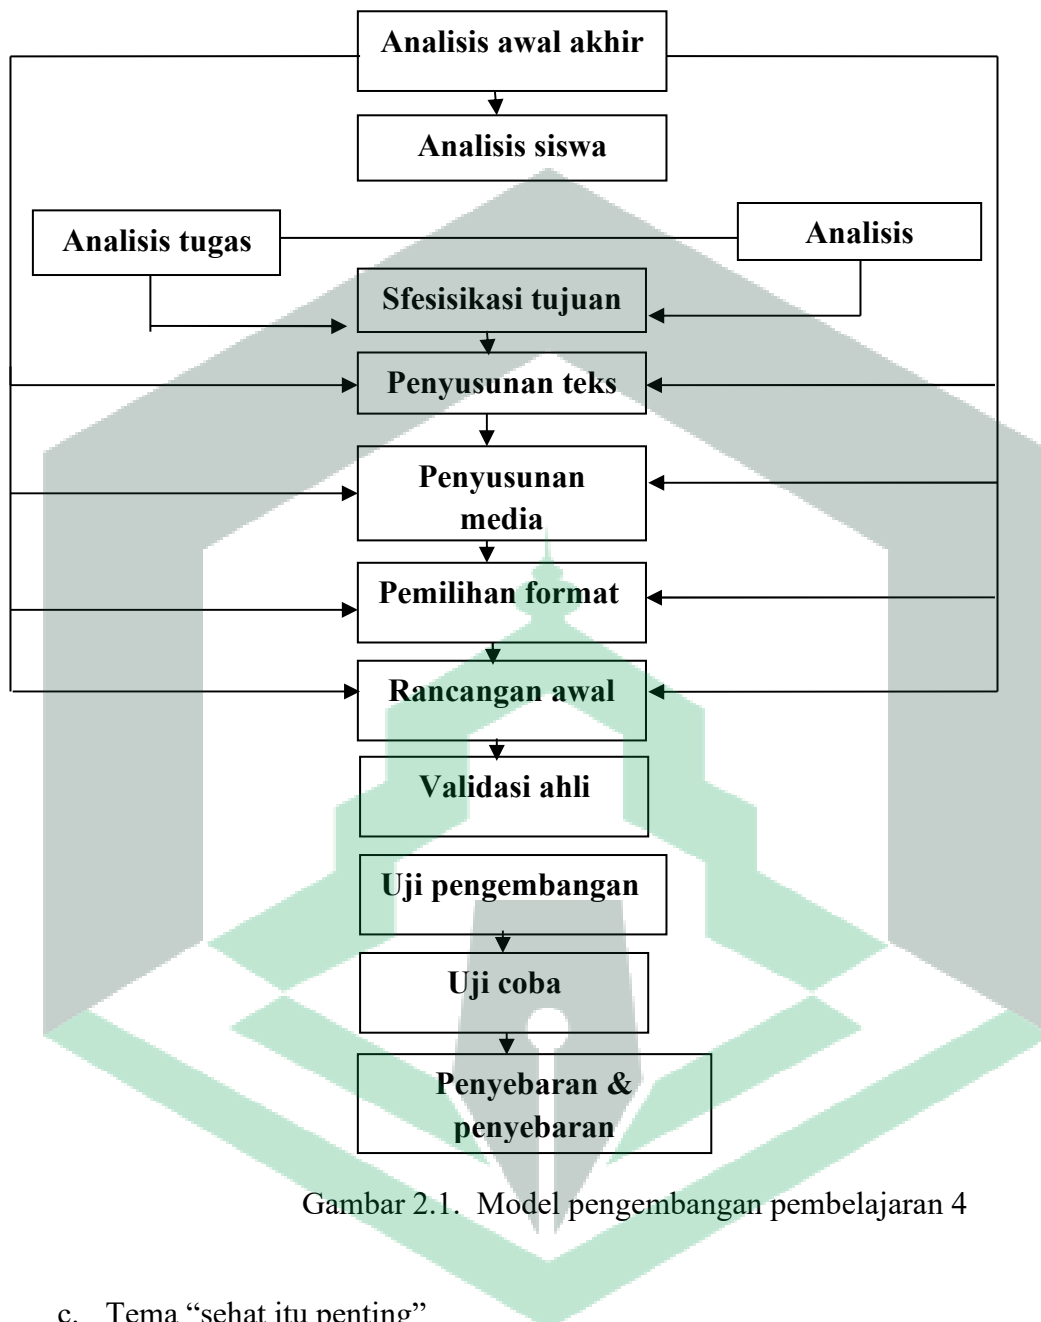 Analisis awal akhir
Analisis siswa
Analisis tugas
Analisis
Sfesisikasi tujuan
Penyusunan teks
Penyusunan
media
Pemilihan format
Rancangan awal
Validasi ahli
Uji pengembangan
Uji coba
Penyebaran &
penyebaran
Gambar 2.1. Model pengembangan pembelajaran 4
c. Tema “sehat itu penting”